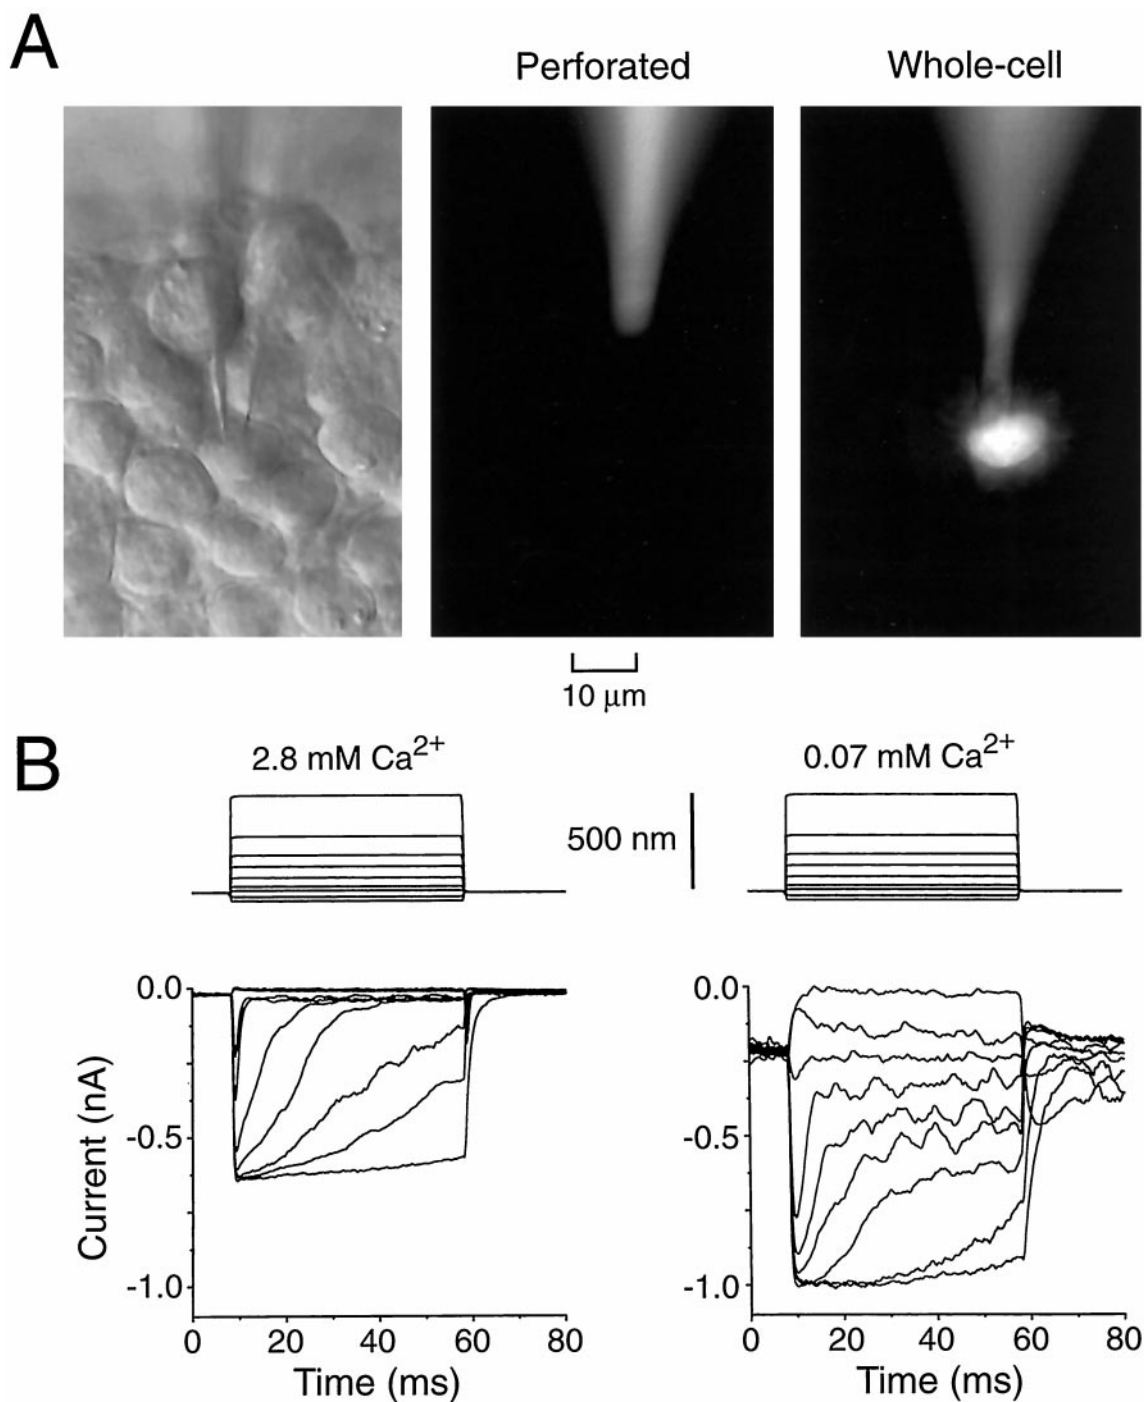 A
Perforated
Whole-cell
10 μm
B
2.8 mM Ca2+
0.07 mM Ca2+
500 nm
0.0
-0.5
-1.0
Current (nA)
0 20 40 60 80
Time (ms)
0.0
-0.5
-1.0
0 20 40 60 80
Time (ms)